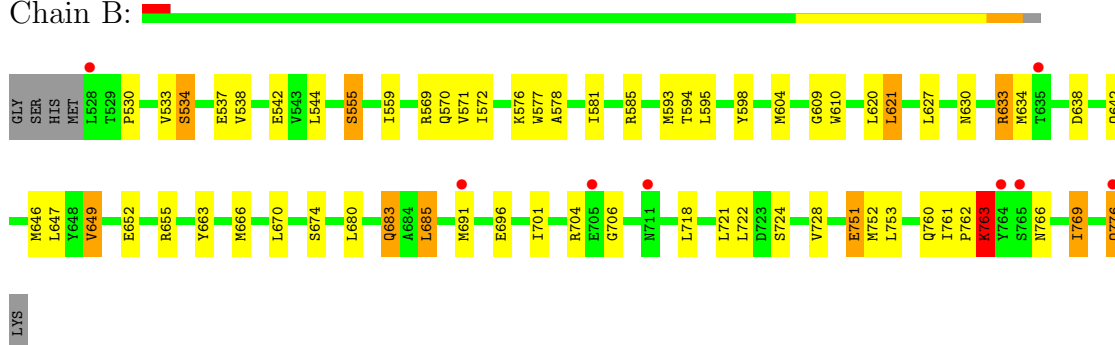 Chain B:
GLY SER HIS MET L528 T529 P530 V533 S534 E537 V538 E542 V543 L544 S555 I559 R569 Q570 V571 I572 K576 W577 A578 I581 R585 M593 T594 L595 Y598 M604 G609 W610 L620 L621 L627 N630 R633 M634 T635 D638
M646 L647 Y648 V649 E652 R655 Y663 M666 L670 S674 L680 Q683 A684 L685 M691 E696 I701 R704 E705 G706 N711 L718 L721 L722 D723 S724 V728 E751 M752 L753 Q760 I761 P762 K763 Y764 S765 N766 I769
LYS